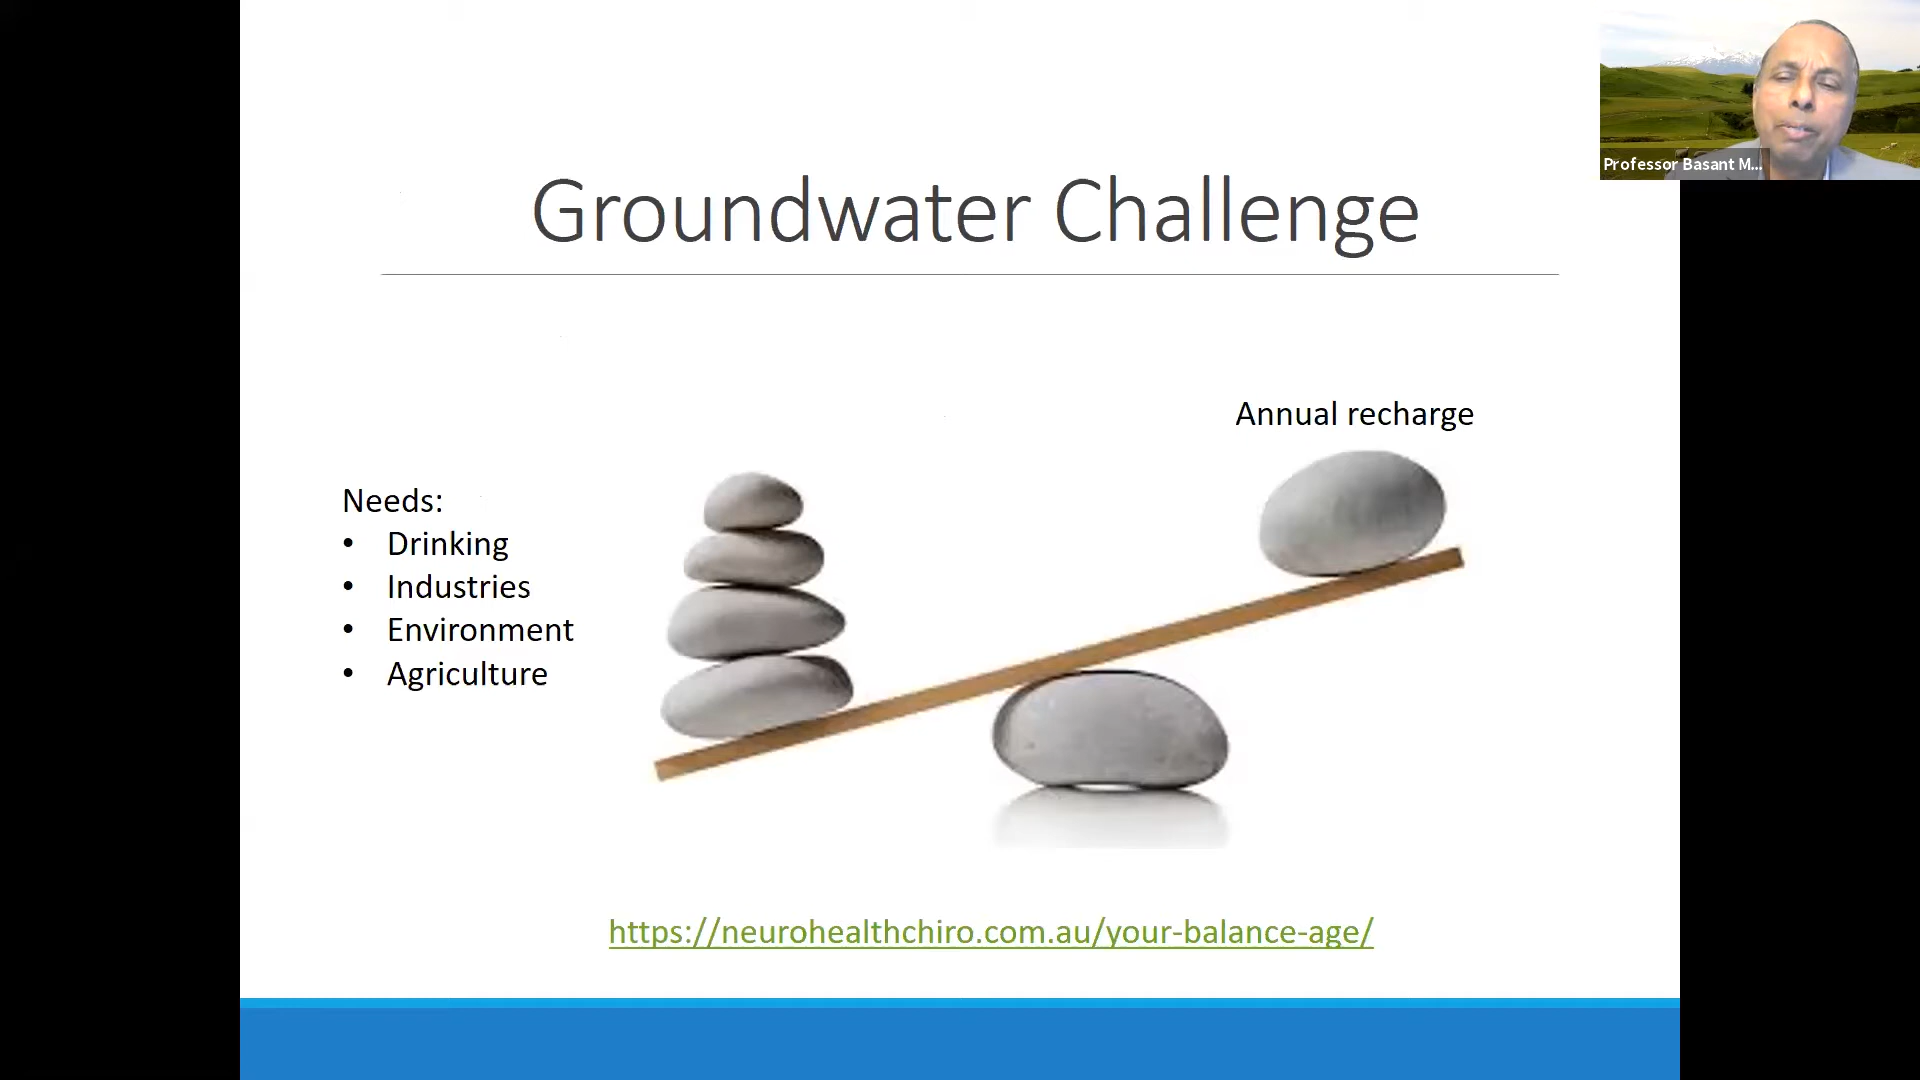 Professor Basant M...
Groundwater Challenge
Annual recharge
Needs:
• Drinking
• Industries
• Environment
• Agriculture
https://neurohealthchiro.com.au/your-balance-age/